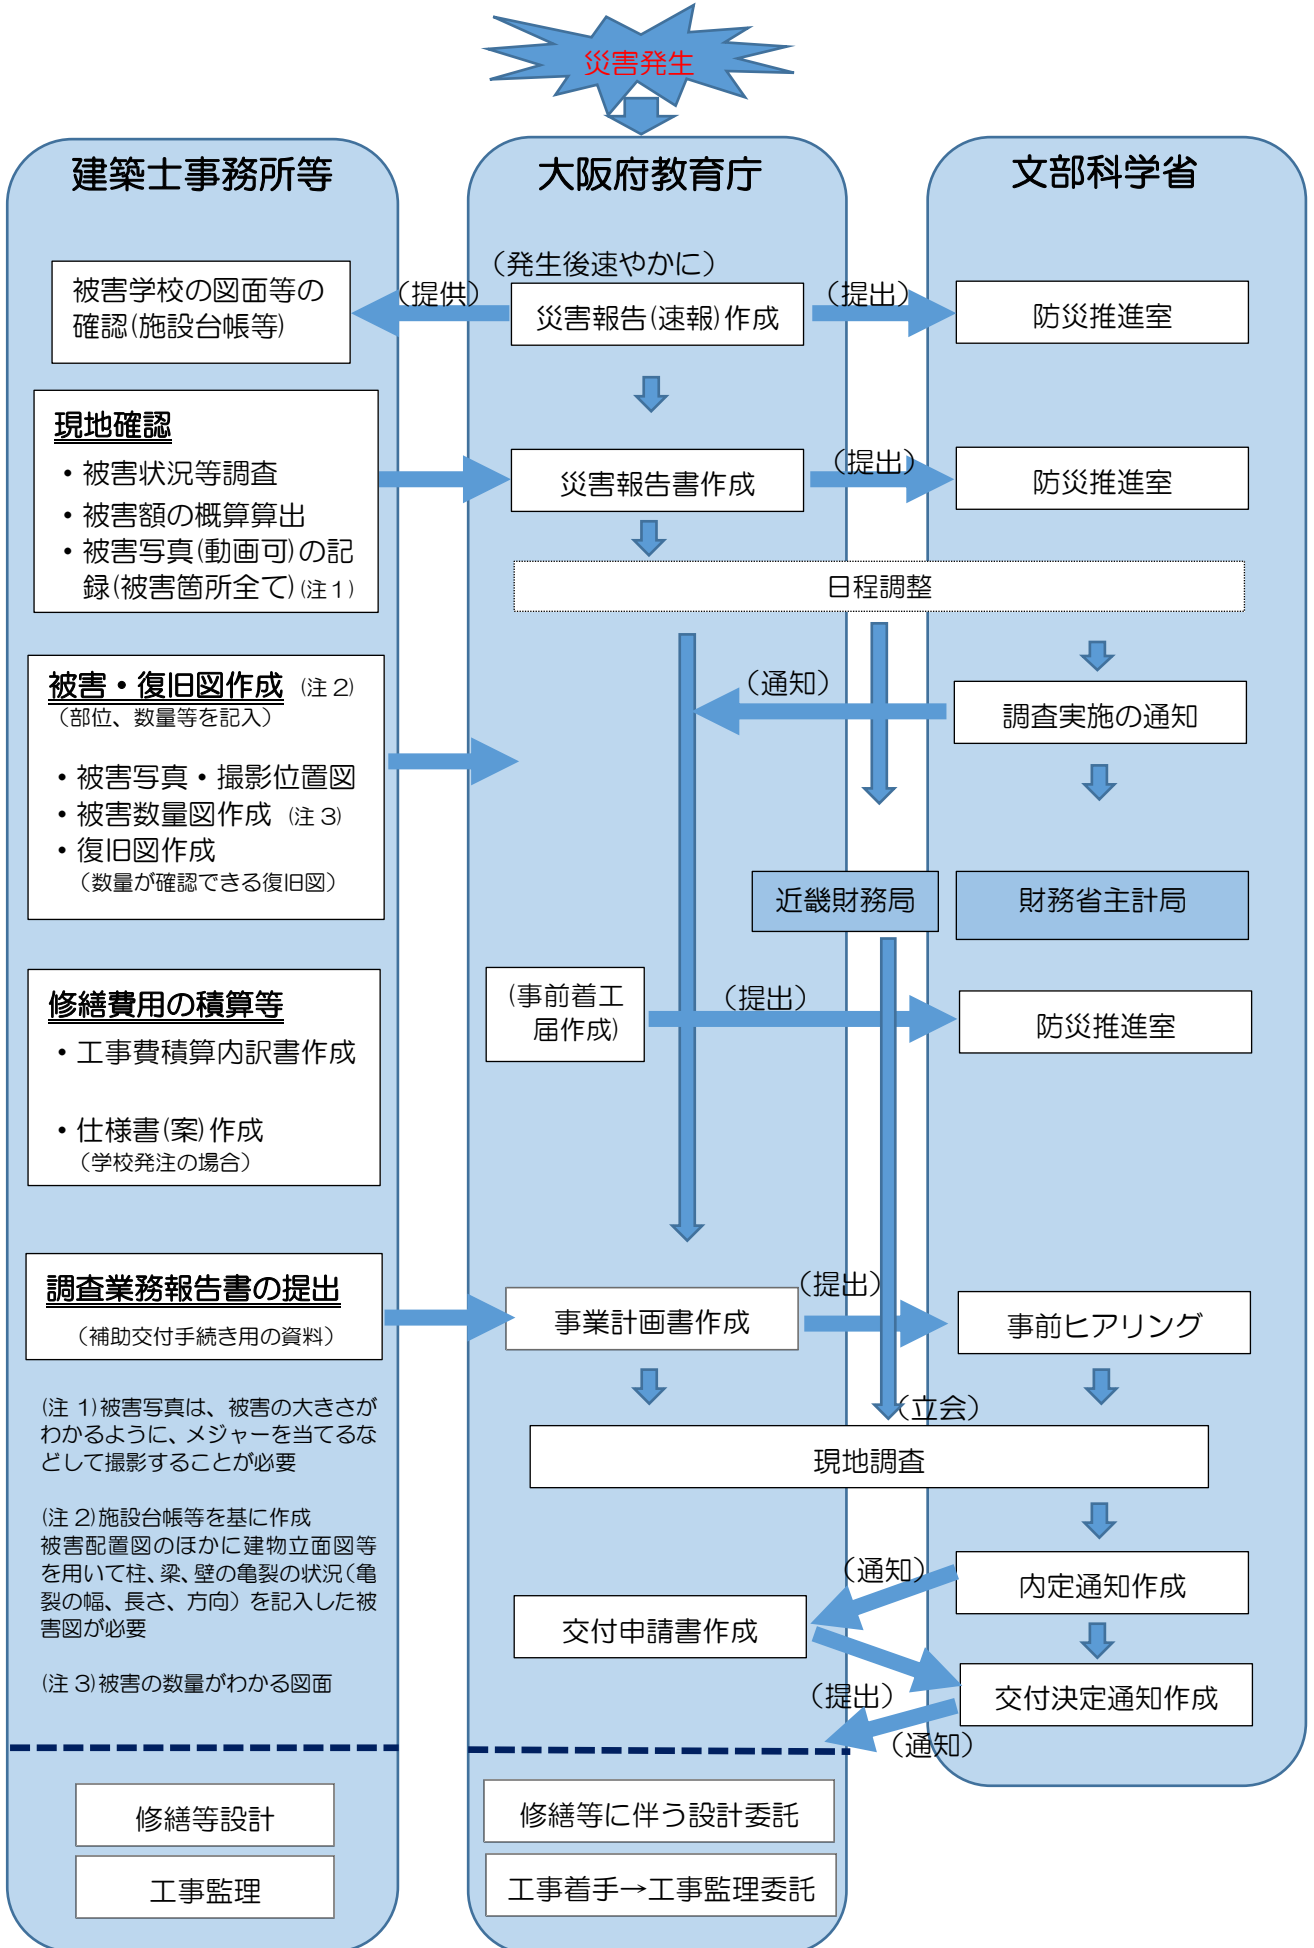 災害発生
建築士事務所等
大阪府教育庁
文部科学省
(発生後速やかに)
被害学校の図面等の
確認(施設台帳等)
(提供)
災害報告(速報)作成
(提出)
防災推進室
現地確認
・被害状況等調査
・被害額の概算算出
・被害写真(動画可)の記
録(被害箇所全て)(注1)
災害報告書作成
(提出)
防災推進室
日程調整
被害・復旧図作成 (注2)
(部位、数量等を記入)
・被害写真・撮影位置図
・被害数量図作成 (注3)
・復旧図作成
(数量が確認できる復旧図)
(通知)
調査実施の通知
近畿財務局
財務省主計局
修繕費用の積算等
・工事費積算内訳書作成
・仕様書(案)作成
(学校発注の場合)
(事前着工
届作成)
(提出)
防災推進室
調査業務報告書の提出
(補助交付手続き用の資料)
事業計画書作成
(提出)
事前ヒアリング
(立会)
現地調査
(注1)被害写真は、被害の大きさが
わかるように、メジャーを当てるな
どして撮影することが必要
(注2)施設台帳等を基に作成
被害配置図のほかに建物立面図等
を用いて柱、梁、壁の亀裂の状況(亀
裂の幅、長さ、方向)を記入した被
害図が必要
(注3)被害の数量がわかる図面
(通知)
内定通知作成
交付申請書作成
(提出)
交付決定通知作成
(通知)
修繕等設計
工事監理
修繕等に伴う設計委託
工事着手→工事監理委託